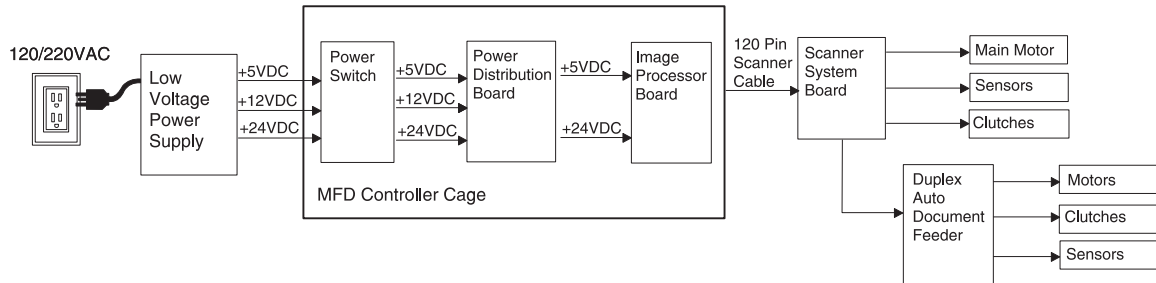 120/220VAC
Low
Voltage
Power
Supply
+5VDC
+12VDC
+24VDC
Power
Switch
+5VDC
+12VDC
+24VDC
Power
Distribution
Board
+5VDC
+24VDC
Image
Processor
Board
MFD Controller Cage
120 Pin
Scanner
Cable
Scanner
System
Board
Main Motor
Sensors
Clutches
Duplex
Auto
Document
Feeder
Motors
Clutches
Sensors